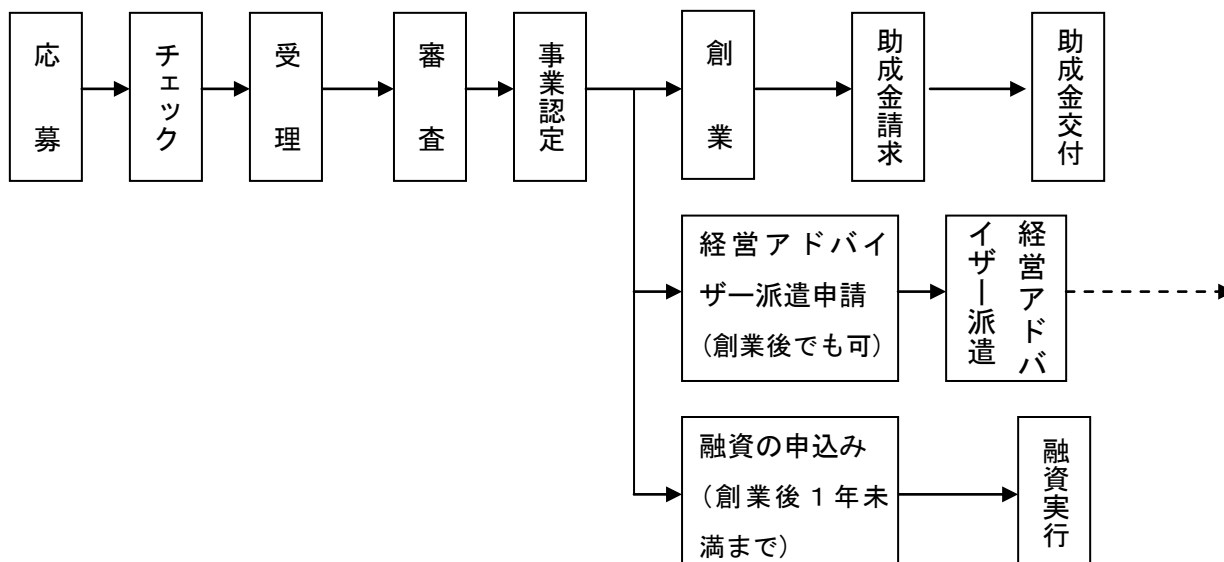 応募
チェック
受理
審査
事業認定
創業
助成金請求
助成金交付
経営アドバイ
ザー派遣申請
（創業後でも可）
経営アドバ
イザー派遣
融資の申込み
（創業後１年未
満まで）
融資実行